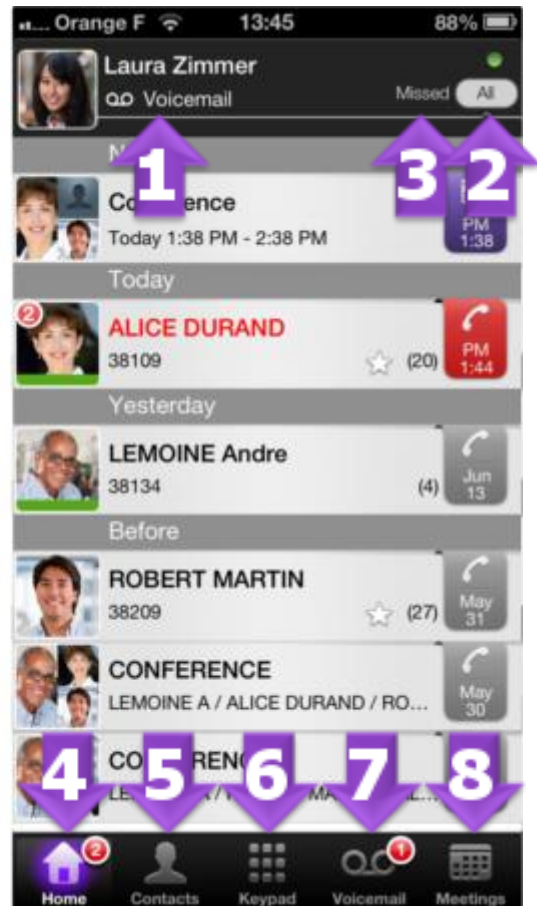 Orange F 13:45 88%
Laura Zimmer
Voicemail Missed All
1 3 2
Today 1:38 PM - 2:38 PM
PM
1:38
Today
2
ALICE DURAND
38109 (20)
PM
1:44
Yesterday
LEMOINE Andre
38134 (4)
Jun
13
Before
ROBERT MARTIN
38209 (27)
May
31
CONFERENCE
LEMOINE A / ALICE DURAND / RO...
May
30
4 5 6 7 8
2 1
Home Contacts Keypad Voicemail Meetings